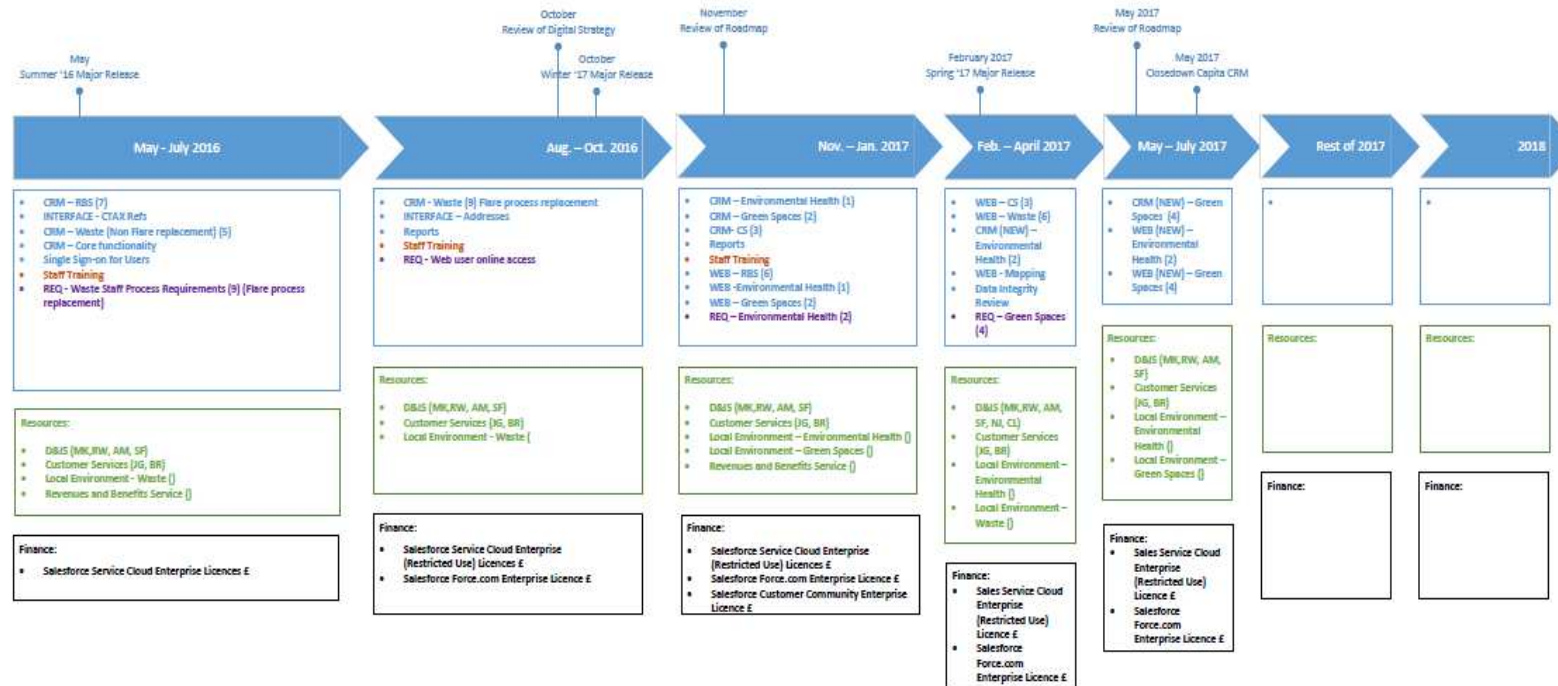 May
Summer '16 Major Release
October
Review of Digital Strategy
October
Winter '17 Major Release
November
Review of Roadmap
February 2017
Spring '17 Major Release
May 2017
Review of Roadmap
May 2017
Closedown Capita CRM
May - July 2016
Aug. – Oct. 2016
Nov. – Jan. 2017
Feb. – April 2017
May – July 2017
Rest of 2017
2018
• CRM – RBS (7)
• INTERFACE - CTAX Refs
• CRM – Waste (Non Flare replacement) (5)
• CRM – Core functionality
• Single Sign-on for Users
• Staff Training
• REQ - Waste Staff Process Requirements (9) (Flare process
replacement)
Resources:
• D&IS (MK,RW, AM, SF)
• Customer Services (JG, BR)
• Local Environment - Waste ()
• Revenues and Benefits Service ()
Finance:
• Salesforce Service Cloud Enterprise Licences £
• CRM - Waste (9) Flare process replacement
• INTERFACE – Addresses
• Reports
• Staff Training
• REQ - Web user online access
Resources:
• D&IS (MK,RW, AM, SF)
• Customer Services (JG, BR)
• Local Environment - Waste (
Finance:
• Salesforce Service Cloud Enterprise
(Restricted Use) Licences £
• Salesforce Force.com Enterprise Licence £
• CRM – Environmental Health (1)
• CRM – Green Spaces (2)
• CRM- CS (3)
• Reports
• Staff Training
• WEB – RBS (6)
• WEB -Environmental Health (1)
• WEB – Green Spaces (2)
• REQ – Environmental Health (2)
Resources:
• D&IS (MK,RW, AM, SF)
• Customer Services (JG, BR)
• Local Environment – Environmental Health ()
• Local Environment – Green Spaces ()
• Revenues and Benefits Service ()
Finance:
• Salesforce Service Cloud Enterprise
(Restricted Use) Licences £
• Salesforce Force.com Enterprise Licence £
• Salesforce Customer Community Enterprise
Licence £
• WEB – CS (3)
• WEB – Waste (6)
• CRM (NEW) –
Environmental
Health (2)
• WEB - Mapping
• Data Integrity
Review
• REQ – Green Spaces
(4)
Resources:
• D&IS (MK,RW, AM,
SF, NJ, CL)
• Customer Services
(JG, BR)
• Local Environment –
Environmental
Health ()
• Local Environment –
Waste ()
Finance:
• Sales Service Cloud
Enterprise
(Restricted Use)
Licence £
• Salesforce
Force.com
Enterprise Licence £
• CRM (NEW) – Green
Spaces (4)
• WEB (NEW) –
Environmental
Health (2)
• WEB (NEW) – Green
Spaces (4)
Resources:
• D&IS (MK,RW, AM,
SF)
• Customer Services
(JG, BR)
• Local Environment –
Environmental
Health ()
• Local Environment –
Green Spaces ()
Finance:
• Sales Service Cloud
Enterprise
(Restricted Use)
Licence £
• Salesforce
Force.com
Enterprise Licence £
•
Resources:
Finance:
•
Resources:
Finance: